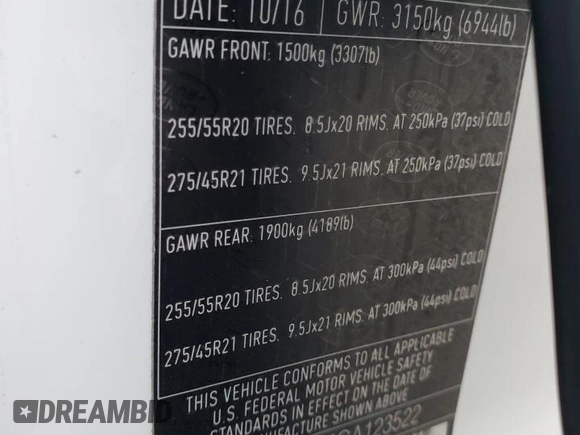 DATE: 10/16 GWR: 3150kg (6944lb)
GAWR FRONT: 1500kg (3307lb)
255/55R20 TIRES. 8.5Jx20 RIMS. AT 250kPa (37psi) COLD
275/45R21 TIRES. 9.5Jx21 RIMS. AT 250kPa (37psi) COLD
GAWR REAR: 1900kg (4189lb)
255/55R20 TIRES. 8.5Jx20 RIMS. AT 300kPa (44psi) COLD
275/45R21 TIRES. 9.5Jx21 RIMS. AT 300kPa (44psi) COLD
THIS VEHICLE CONFORMS TO ALL APPLICABLE
U.S. FEDERAL MOTOR VEHICLE SAFETY
STANDARDS IN EFFECT ON THE DATE OF
MANUFACTURE SHOWN ABOVE
A123522
DREAMBID